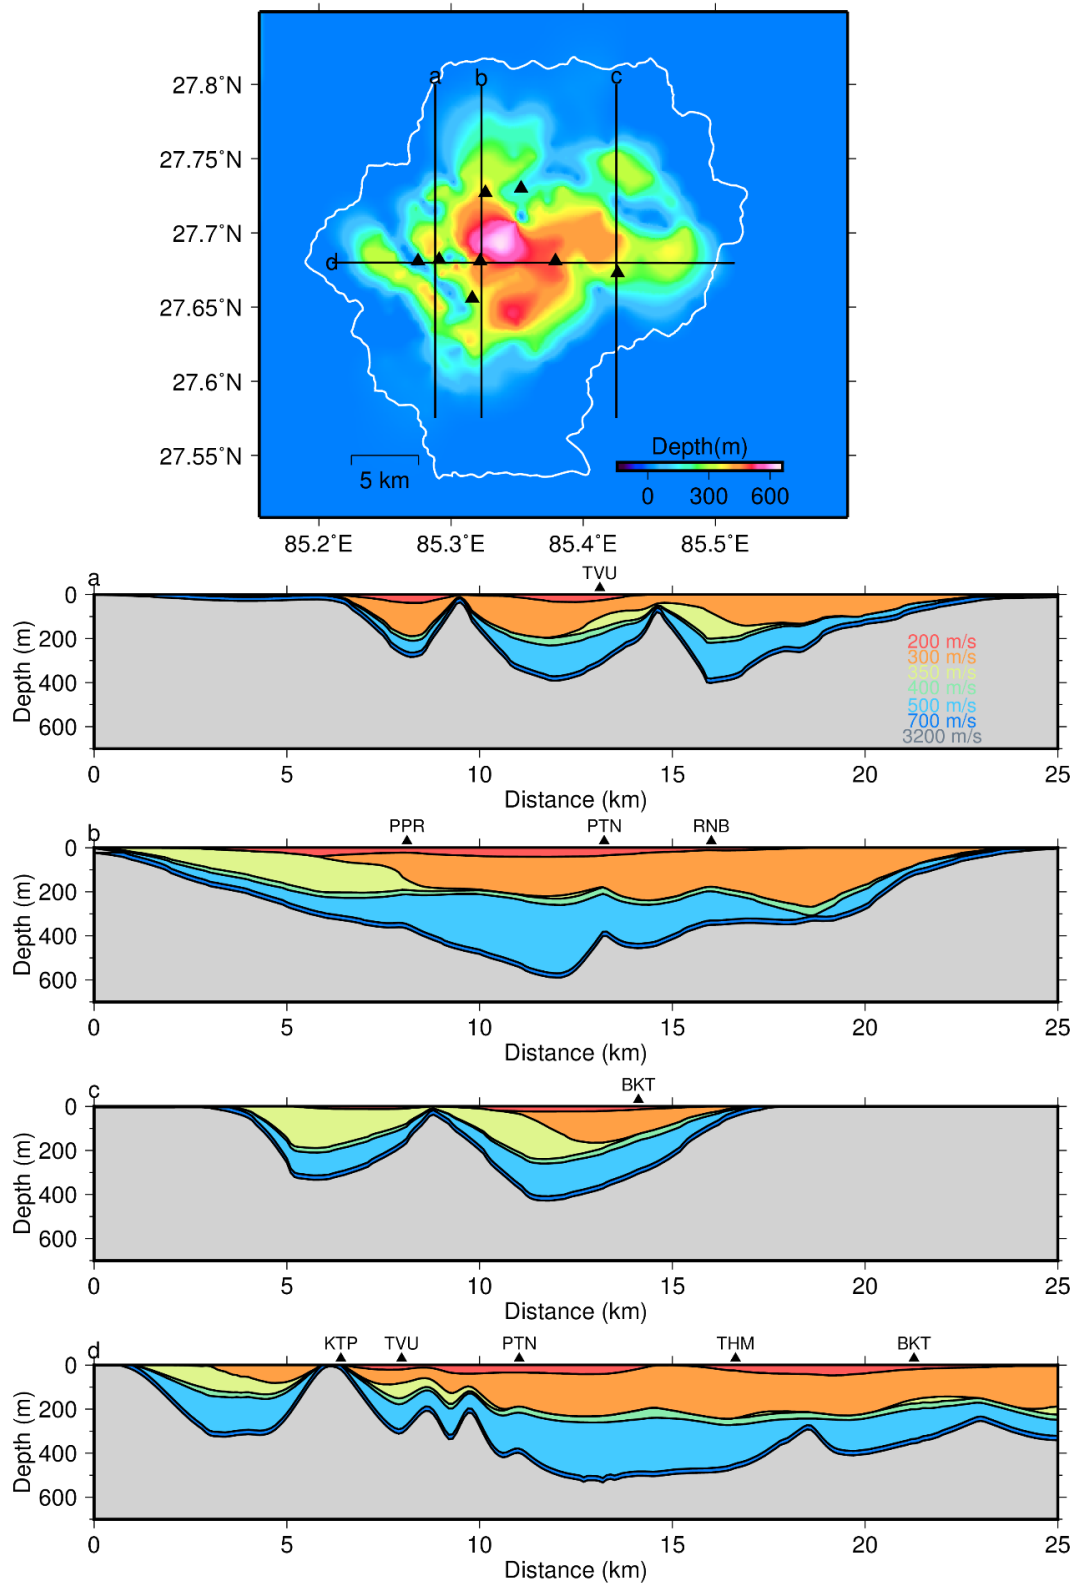 a b c
27.8°N
27.75°N
27.7°N
d
27.65°N
27.6°N
27.55°N
Depth(m)
5 km
0 300 600
85.2°E 85.3°E 85.4°E 85.5°E
a
TVU
0
200
400
600
Depth (m)
200 m/s
300 m/s
350 m/s
400 m/s
500 m/s
700 m/s
3200 m/s
0 5 10 15 20 25
Distance (km)
b
PPR PTN RNB
0
200
400
600
Depth (m)
0 5 10 15 20 25
Distance (km)
c
BKT
0
200
400
600
Depth (m)
0 5 10 15 20 25
Distance (km)
d
KTP TVU PTN THM BKT
0
200
400
600
Depth (m)
0 5 10 15 20 25
Distance (km)